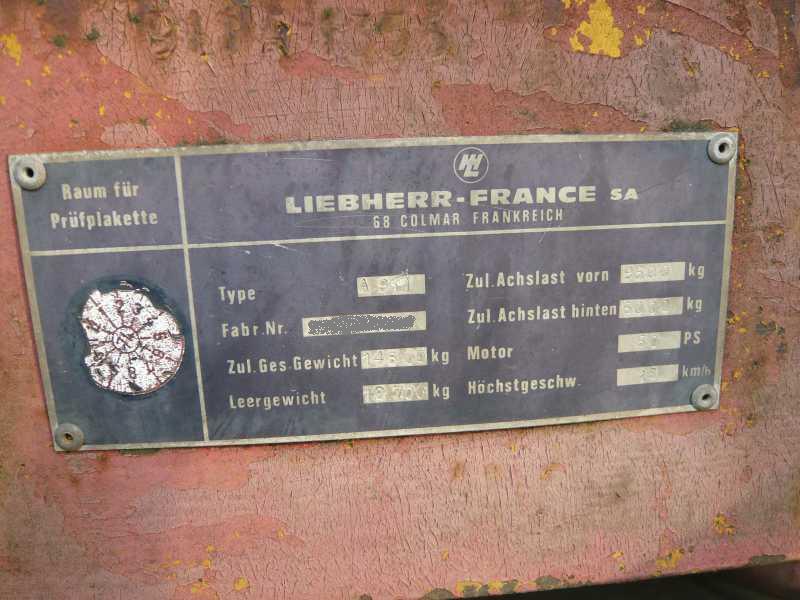 Raum für
Prüfplakette
LIEBHERR-FRANCE SA
68 COLMAR FRANKREICH
Type
Fabr.Nr.
Zul.Ges.Gewicht kg
Leergewicht kg
Zul.Achslast vorn kg
Zul.Achslast hinten kg
Motor PS
Höchstgeschw. km/h